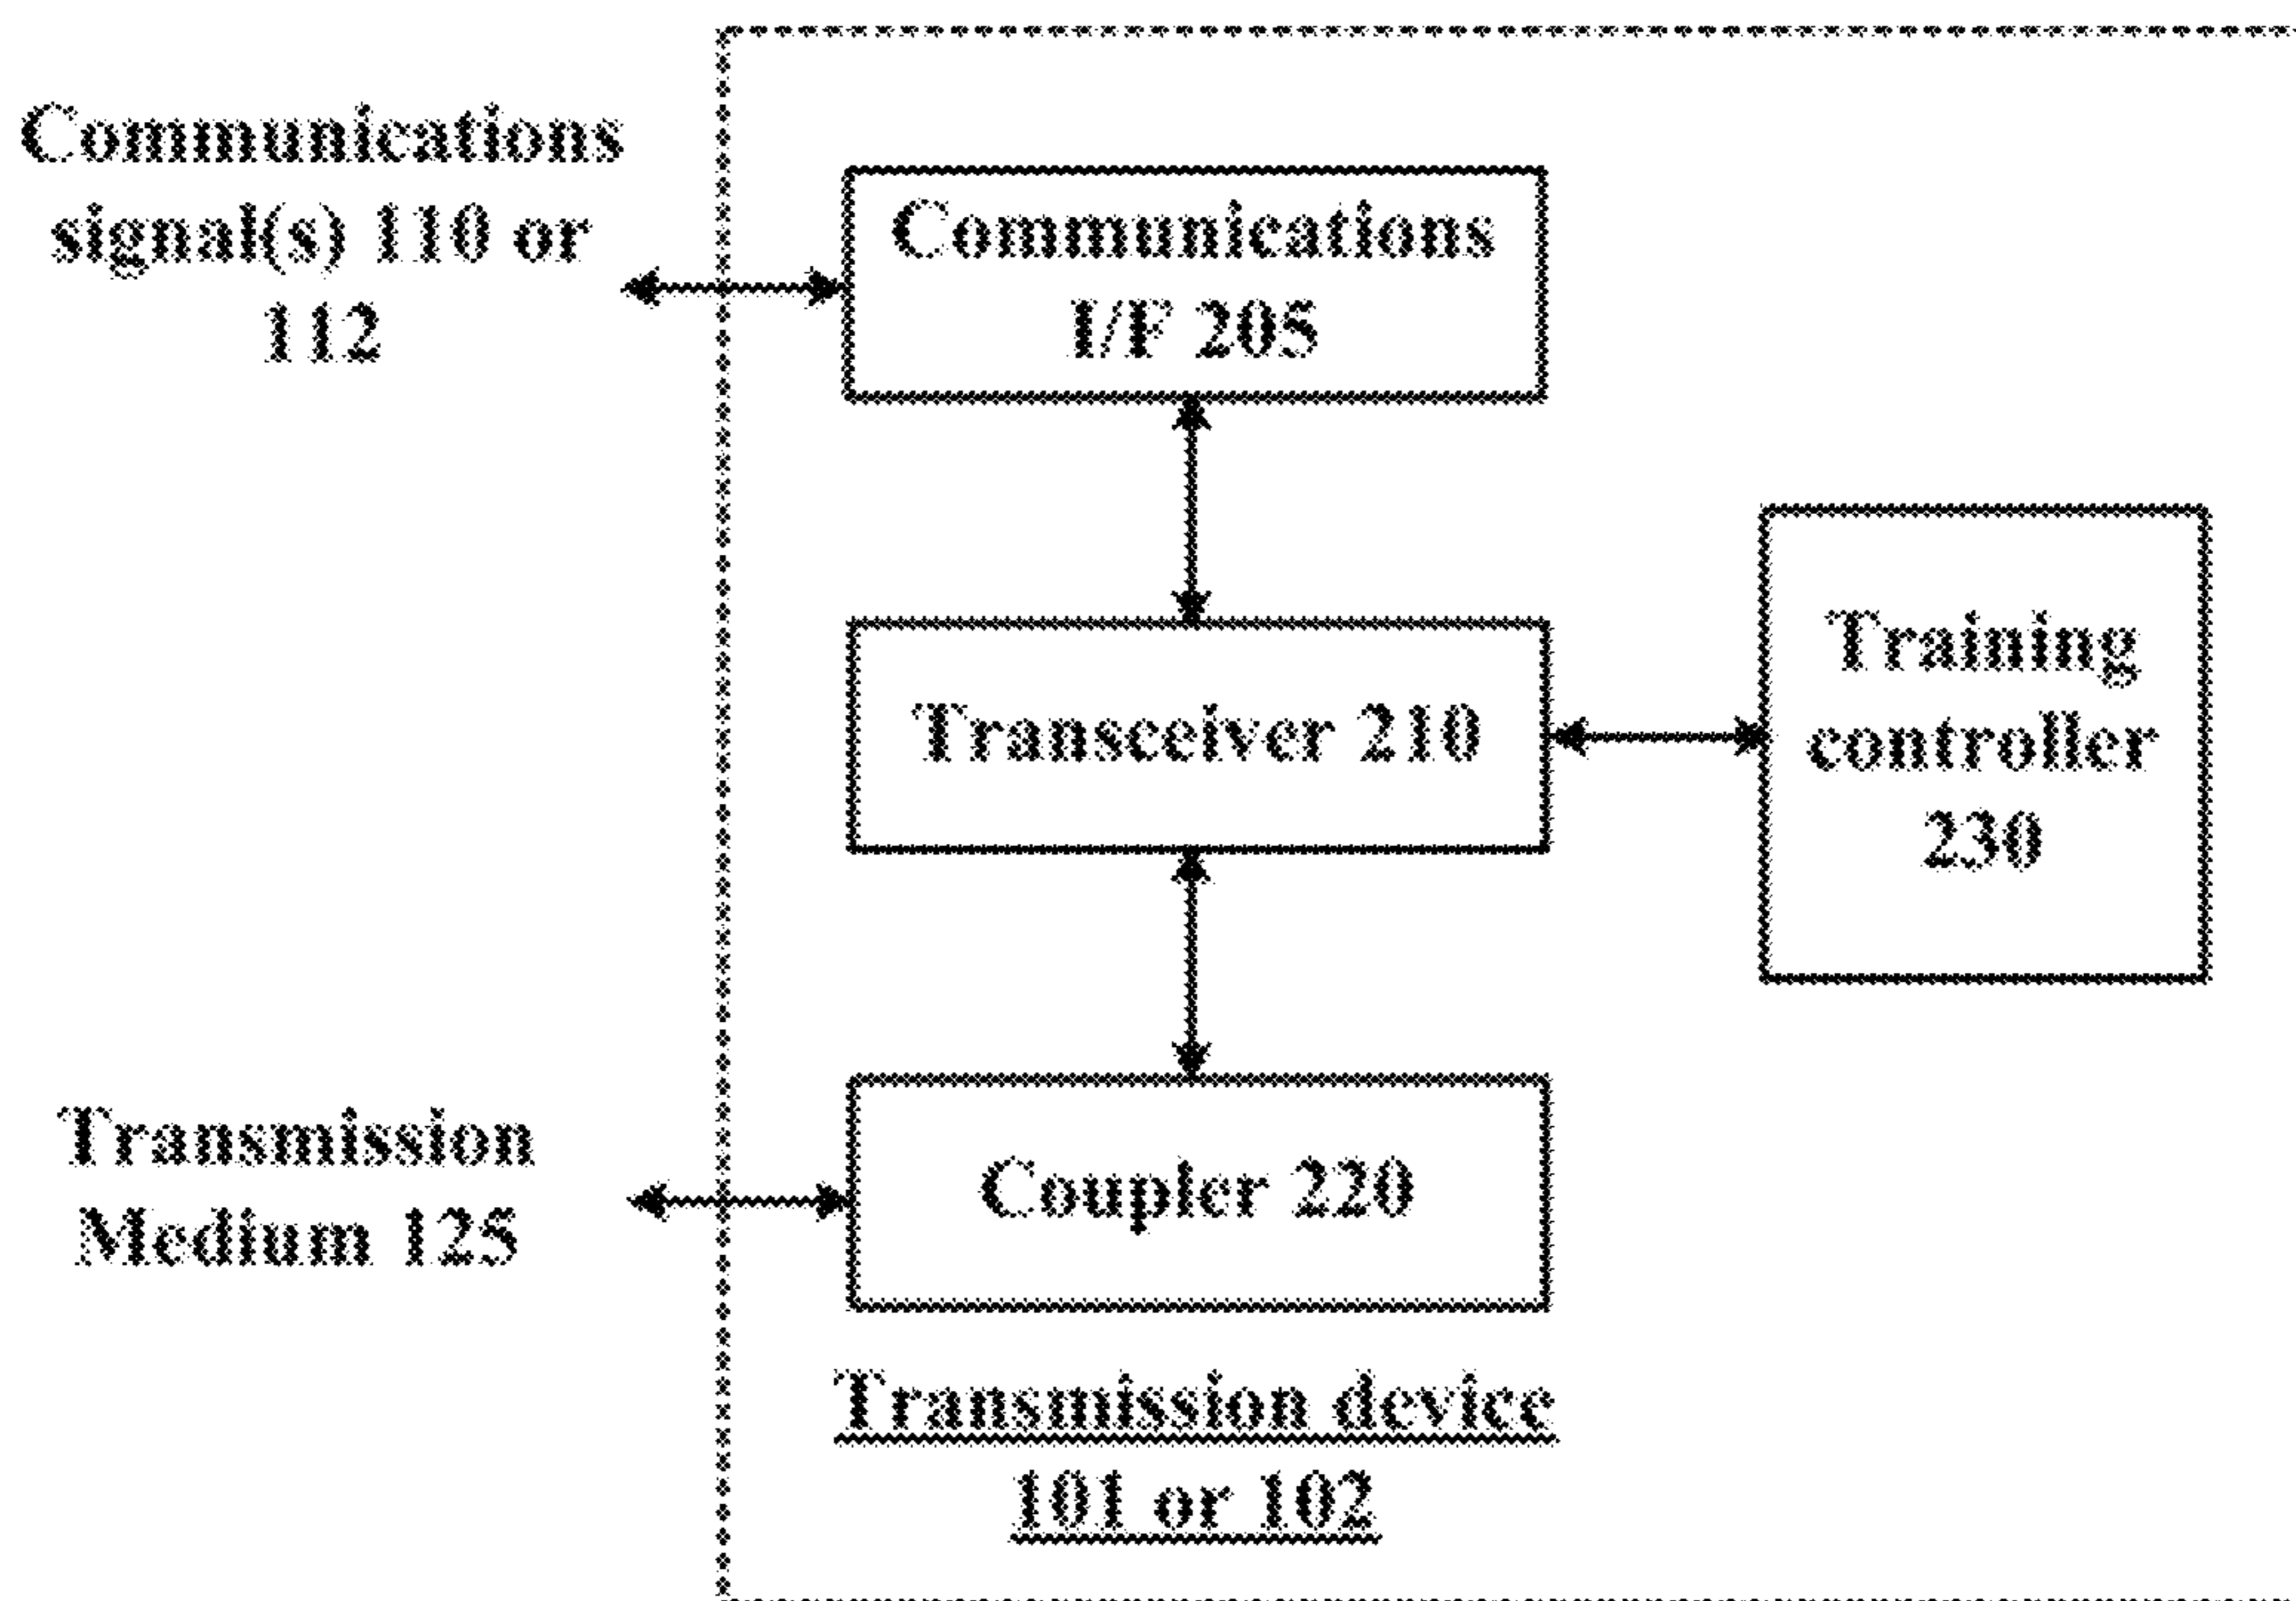 Communications
signal(s) 110 or
112
Communications
I/F 205
Transceiver 210
Training
controller
230
Transmission
Medium 125
Coupler 220
Transmission device
101 or 102